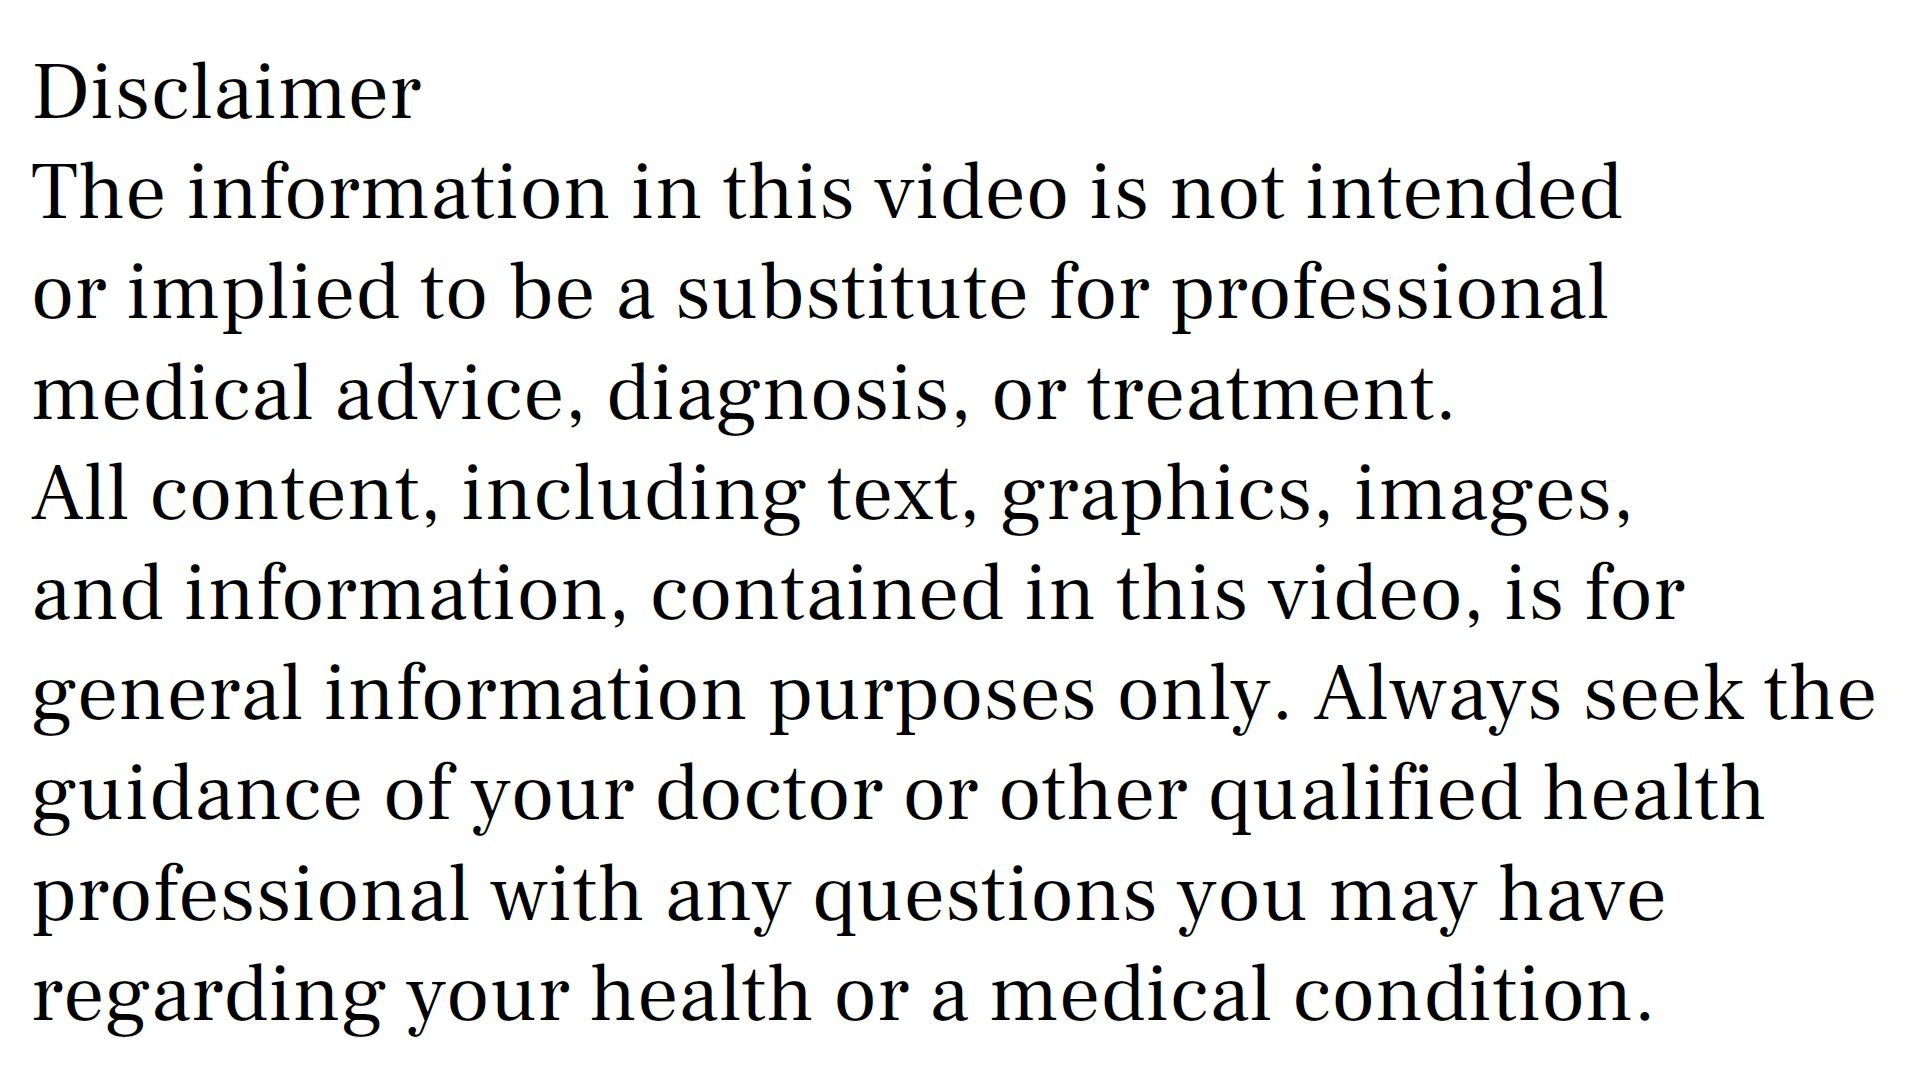 Disclaimer
The information in this video is not intended
or implied to be a substitute for professional
medical advice, diagnosis, or treatment.
All content, including text, graphics, images,
and information, contained in this video, is for
general information purposes only. Always seek the
guidance of your doctor or other qualified health
professional with any questions you may have
regarding your health or a medical condition.